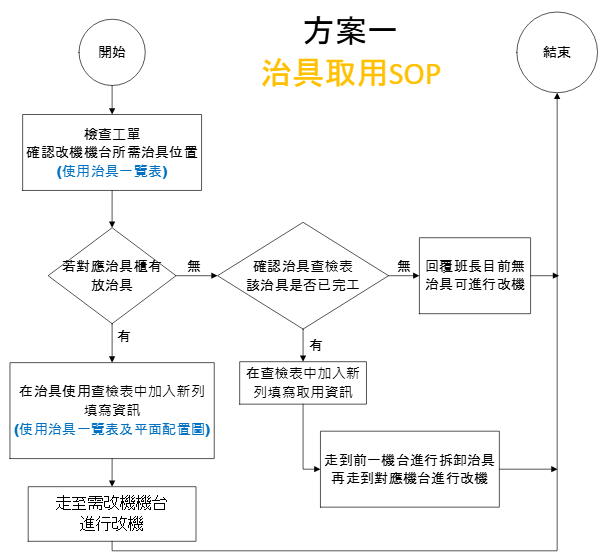 方案一
治具取用SOP
開始
結束
檢查工單
確認改機機台所需治具位置
(使用治具一覽表)
若對應治具櫃有
放治具
無
確認治具查檢表
該治具是否已完工
無
回覆班長目前無
治具可進行改機
有
有
在治具使用查檢表中加入新列
填寫資訊
(使用治具一覽表及平面配置圖)
在查檢表中加入新
列填寫取用資訊
走到前一機台進行拆卸治具
再走到對應機台進行改機
走至需改機機台
進行改機